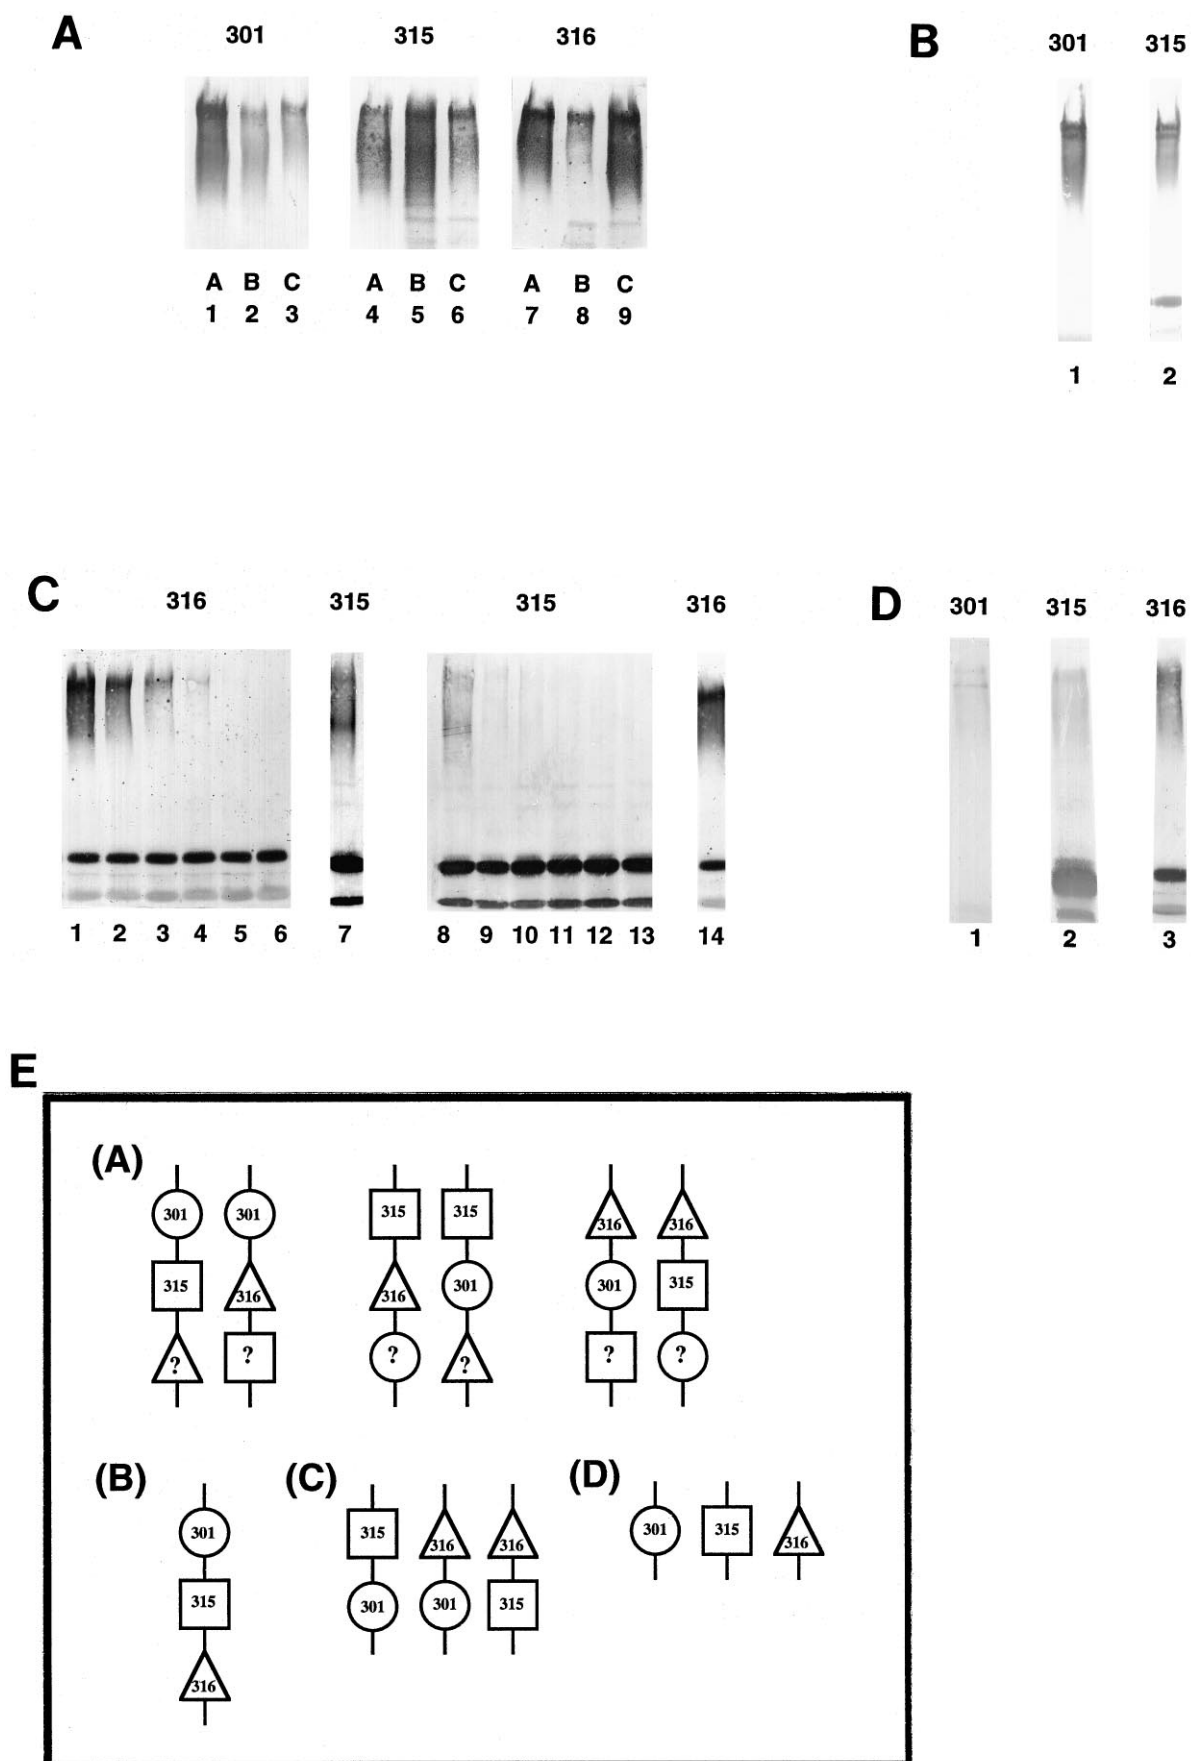 A 301 315 316
A B C A B C A B C
1 2 3 4 5 6 7 8 9
B 301 315
1 2
C 316 315 315 316
1 2 3 4 5 6 7 8 9 10 11 12 13 14
D 301 315 316
1 2 3
E
(A)
301 301 315 315 316 316
315 316 316 301 301 315
? ? ? ? ? ?
(B) (C) (D)
301 315 316 316 301 315 316
315 301 301 315
316